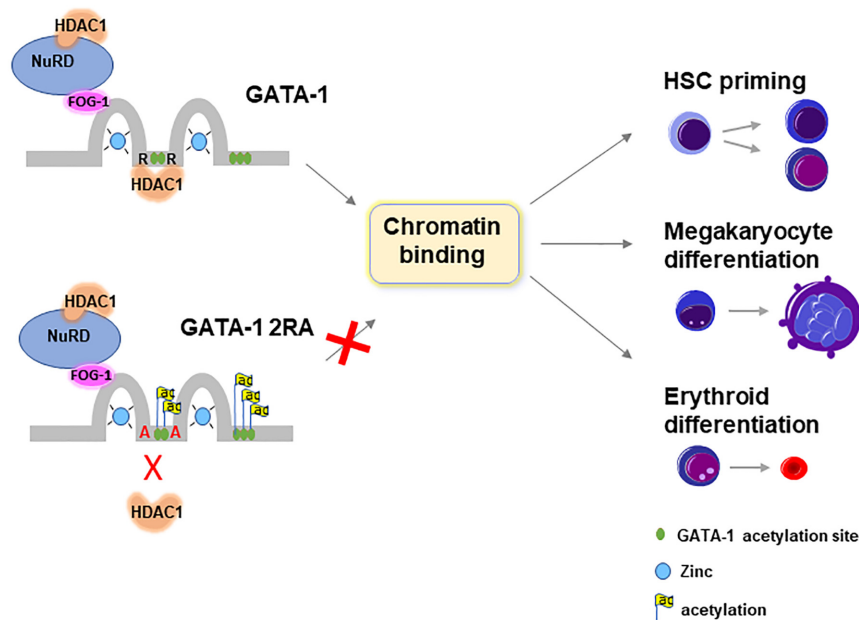 HDAC1
NuRD
FOG-1
GATA-1
R R
HDAC1
Chromatin
binding
HSC priming
Megakaryocyte
differentiation
Erythroid
differentiation
HDAC1
NuRD
FOG-1
GATA-1 2RA
ac
ac
ac
ac
ac
A A
X
HDAC1
GATA-1 acetylation site
Zinc
ac acetylation